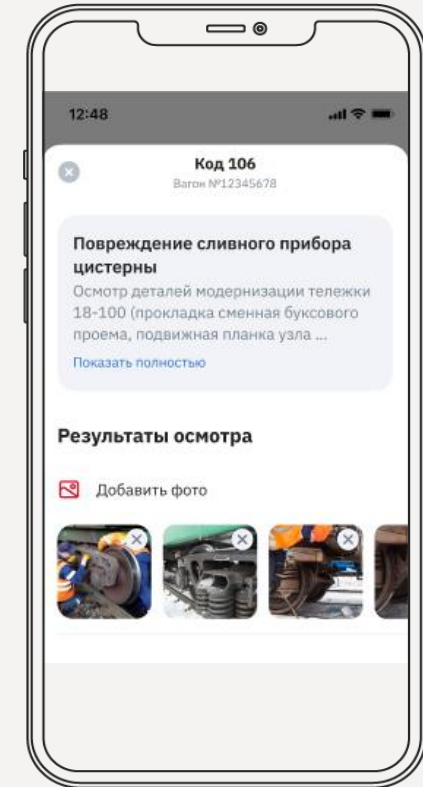 12:48
Код 106
Вагон №12345678
Повреждение сливного прибора
цистерны
Осмотр деталей модернизации тележки
18-100 (прокладка сменная буксового
проема, подвижная планка узла ...
Показать полностью
Результаты осмотра
Добавить фото